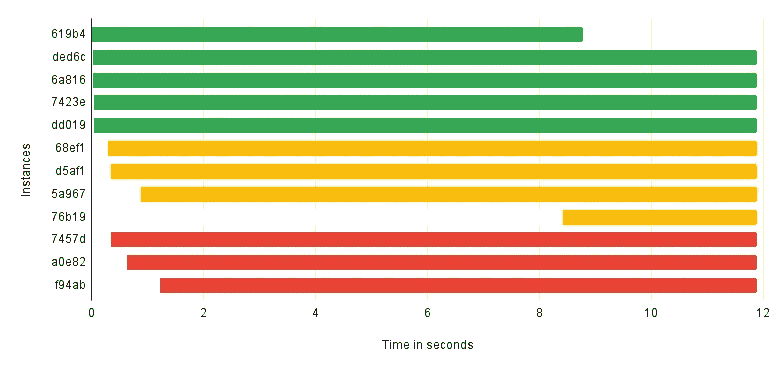 619b4
ded6c
6a816
7423e
dd019
68ef1
d5af1
5a967
76b19
7457d
a0e82
f94ab
Instances
0 2 4 6 8 10 12
Time in seconds